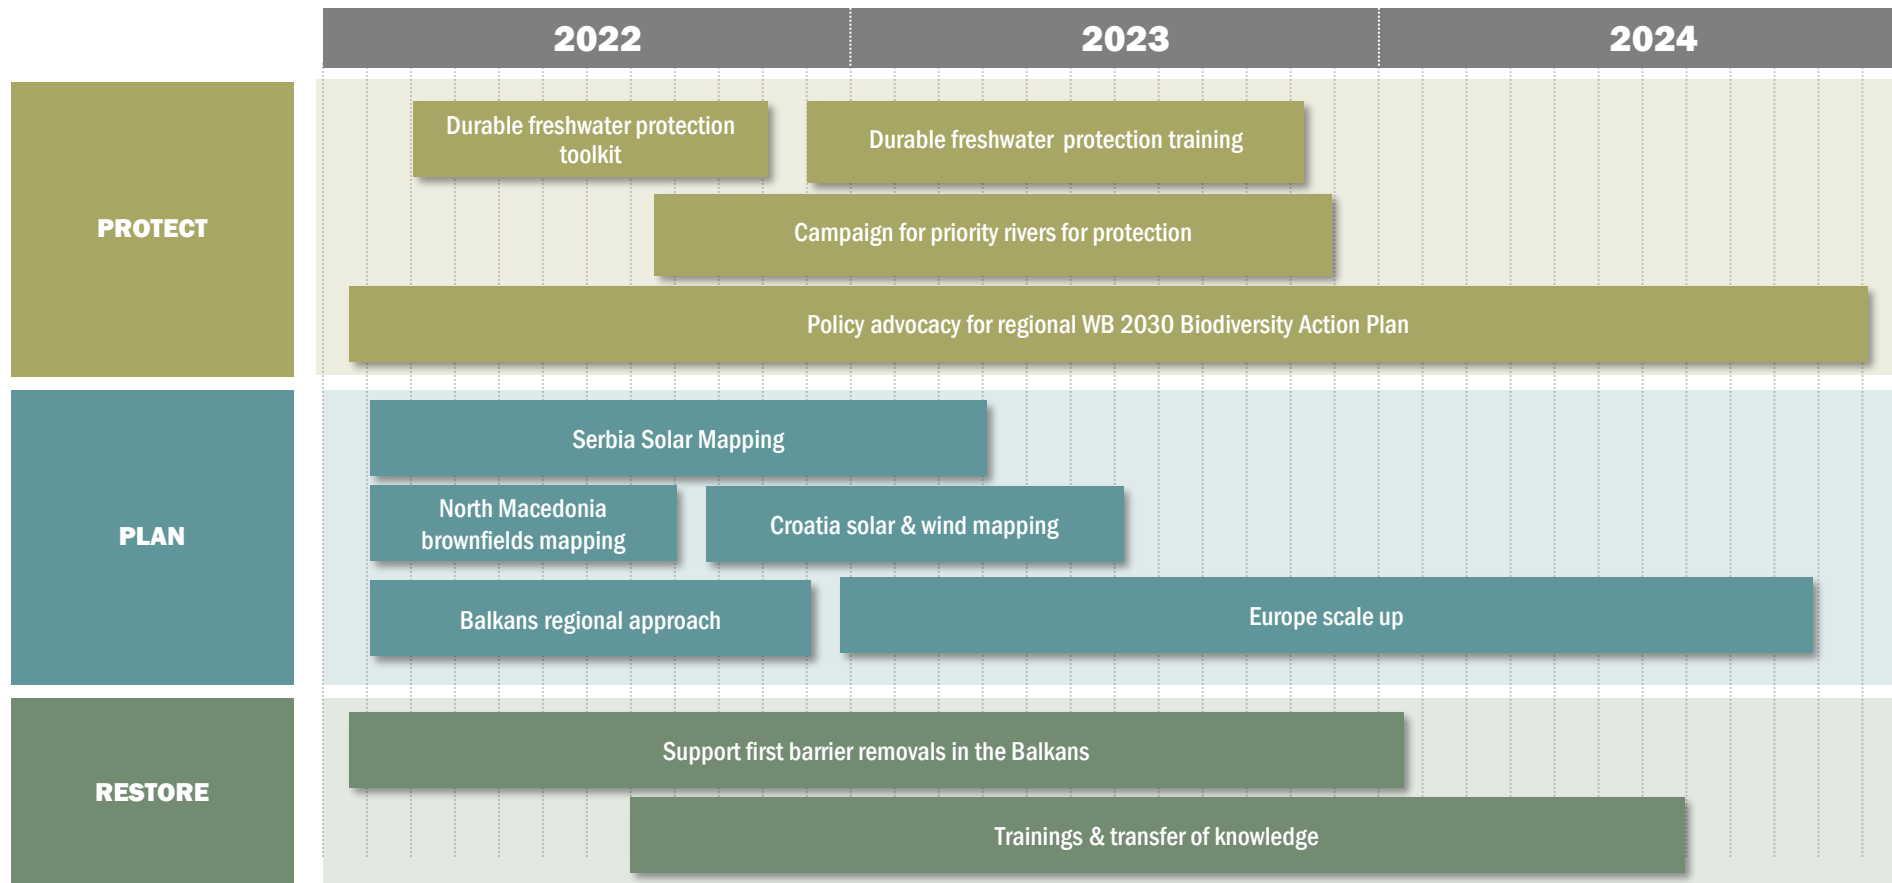 2022
2023
2024
PROTECT
Durable freshwater protection
toolkit
Durable freshwater protection training
Campaign for priority rivers for protection
Policy advocacy for regional WB 2030 Biodiversity Action Plan
PLAN
Serbia Solar Mapping
North Macedonia
brownfields mapping
Croatia solar & wind mapping
Balkans regional approach
Europe scale up
RESTORE
Support first barrier removals in the Balkans
Trainings & transfer of knowledge